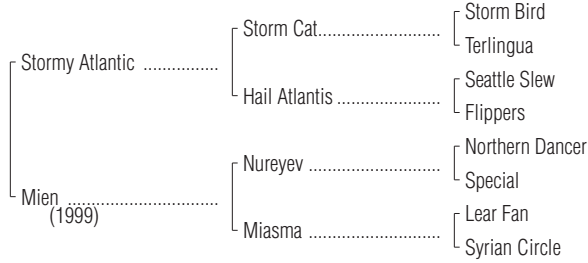 Storm Bird
Storm Cat....................................
Terlingua
Stormy Atlantic ......................
Seattle Slew
Hail Atlantis ...............................
Flippers
Northern Dancer
Nureyev .......................................
Special
Mien ............................................
(1999)
Lear Fan
Miasma .......................................
Syrian Circle